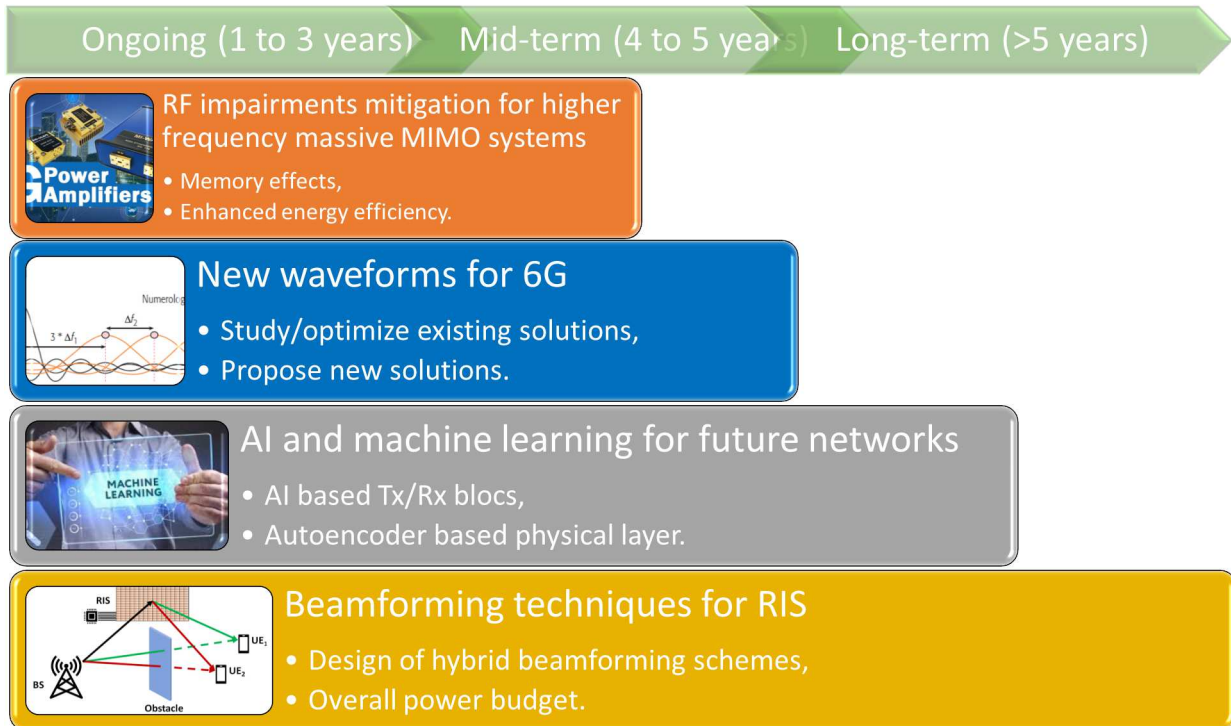 Ongoing (1 to 3 years)
Mid-term (4 to 5 years)
Long-term (>5 years)
G Power
Amplifiers
RF impairments mitigation for higher
frequency massive MIMO systems
• Memory effects,
• Enhanced energy efficiency.
Numerolog
Δf2
3 * Δf1
New waveforms for 6G
• Study/optimize existing solutions,
• Propose new solutions.
MACHINE
LEARNING
AI and machine learning for future networks
• AI based Tx/Rx blocs,
• Autoencoder based physical layer.
RIS
UE1
UE2
BS
Obstacle
Beamforming techniques for RIS
• Design of hybrid beamforming schemes,
• Overall power budget.